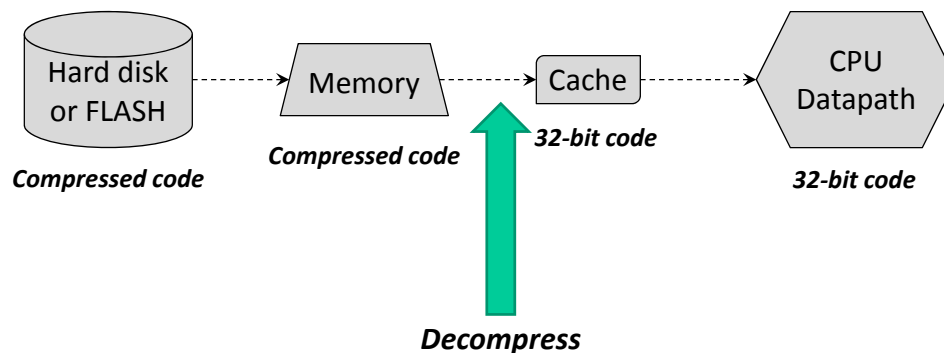 Hard disk
or FLASH
Memory
Cache
CPU
Datapath
Compressed code
Compressed code
32-bit code
32-bit code
Decompress